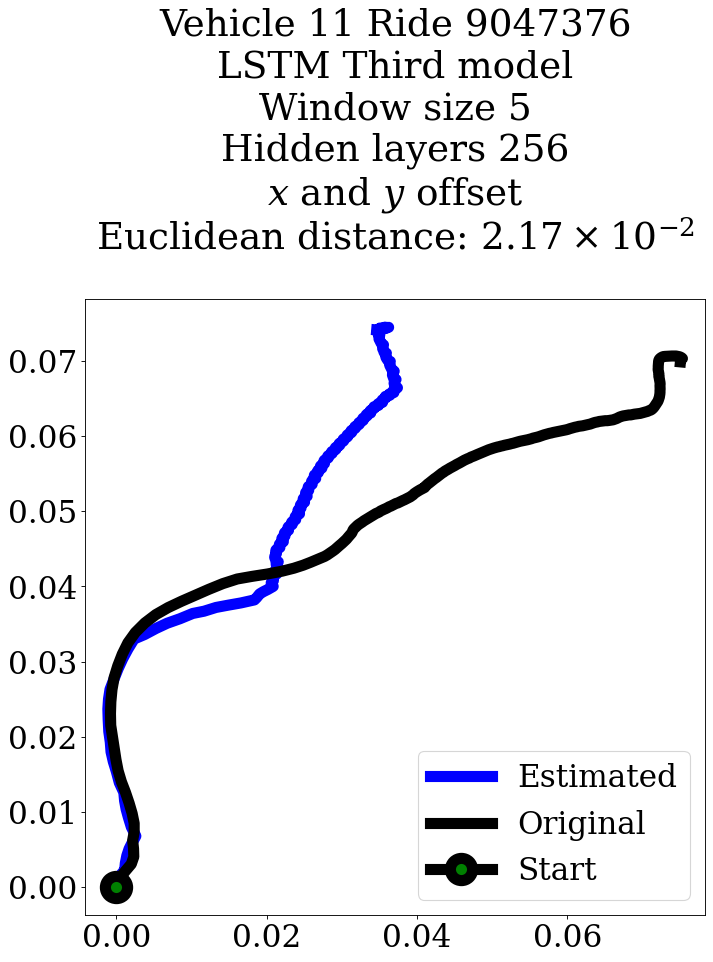 Vehicle 11 Ride 9047376
LSTM Third model
Window size 5
Hidden layers 256
x and y offset
Euclidean distance: 2.17 × 10⁻²
0.07
0.06
0.05
0.04
0.03
0.02
0.01
0.00
Estimated
Original
Start
0.00 0.02 0.04 0.06